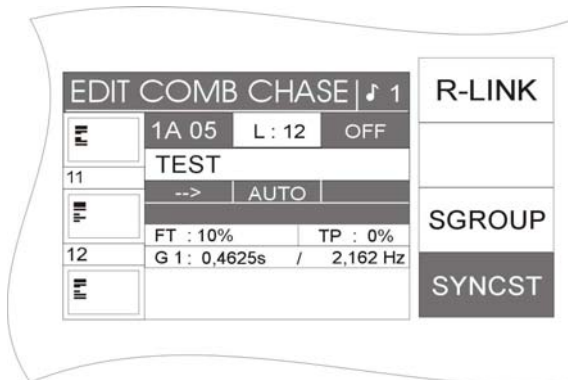 EDIT COMB CHASE | ♪ 1
R-LINK
1A 05 L : 12 OFF
TEST
11
--> AUTO
SGROUP
FT : 10% TP : 0%
12
G 1 : 0,4625s / 2,162 Hz
SYNCST